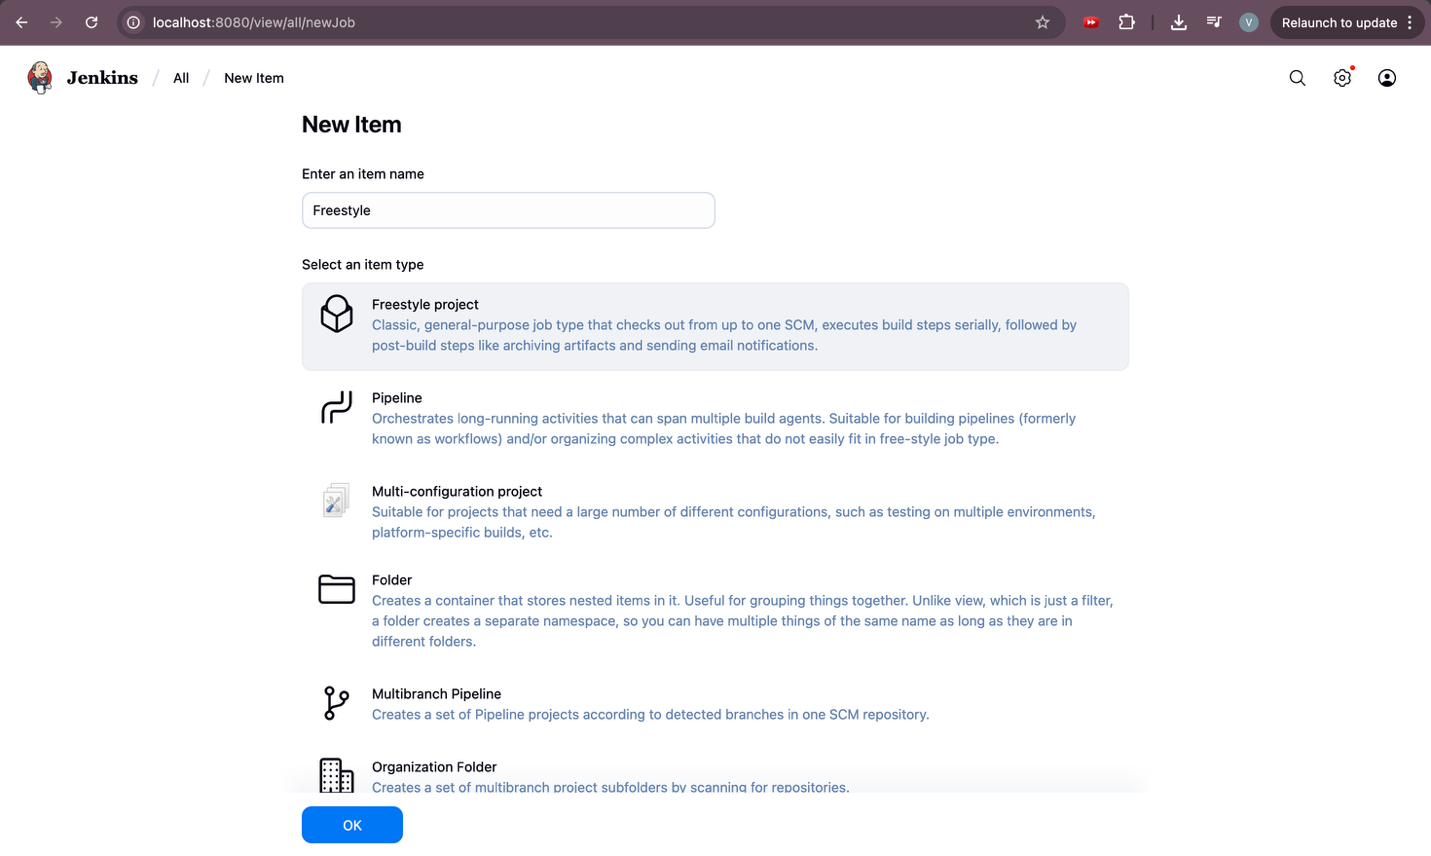 localhost:8080/view/all/newJob
V
Relaunch to update
Jenkins / All / New Item
New Item
Enter an item name
Freestyle
Select an item type
Freestyle project
Classic, general-purpose job type that checks out from up to one SCM, executes build steps serially, followed by
post-build steps like archiving artifacts and sending email notifications.
Pipeline
Orchestrates long-running activities that can span multiple build agents. Suitable for building pipelines (formerly
known as workflows) and/or organizing complex activities that do not easily fit in free-style job type.
Multi-configuration project
Suitable for projects that need a large number of different configurations, such as testing on multiple environments,
platform-specific builds, etc.
Folder
Creates a container that stores nested items in it. Useful for grouping things together. Unlike view, which is just a filter,
a folder creates a separate namespace, so you can have multiple things of the same name as long as they are in
different folders.
Multibranch Pipeline
Creates a set of Pipeline projects according to detected branches in one SCM repository.
Organization Folder
Creates a set of multibranch project subfolders by scanning for repositories.
OK